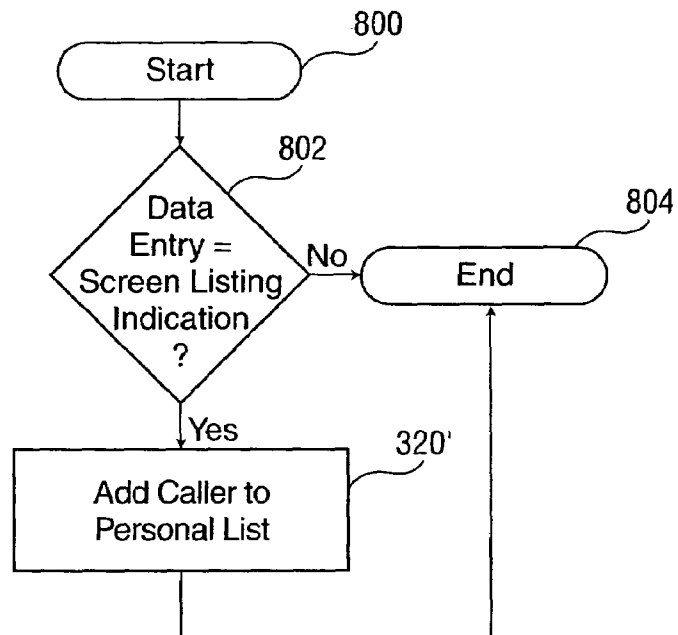 800
Start
802
Data
Entry =
Screen Listing
Indication
?
No
804
End
Yes
320'
Add Caller to
Personal List